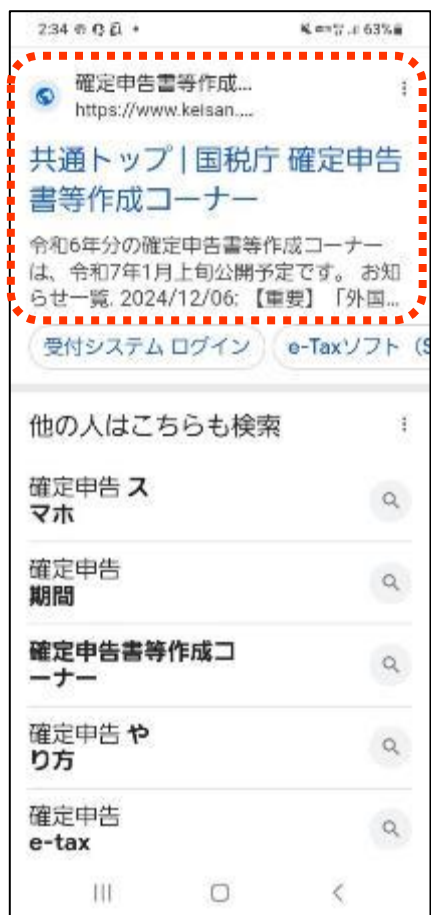 2:34
63%
確定申告書等作成...
https://www.keisan....
共通トップ | 国税庁 確定申告
書等作成コーナー
令和6年分の確定申告書等作成コーナー
は、令和7年1月上旬公開予定です。 お知
らせ一覧. 2024/12/06: 【重要】「外国...
受付システム ログイン
e-Taxソフト（S
他の人はこちらも検索
確定申告 ス
マホ
確定申告
期間
確定申告書等作成コ
ーナー
確定申告 や
り方
確定申告
e-tax